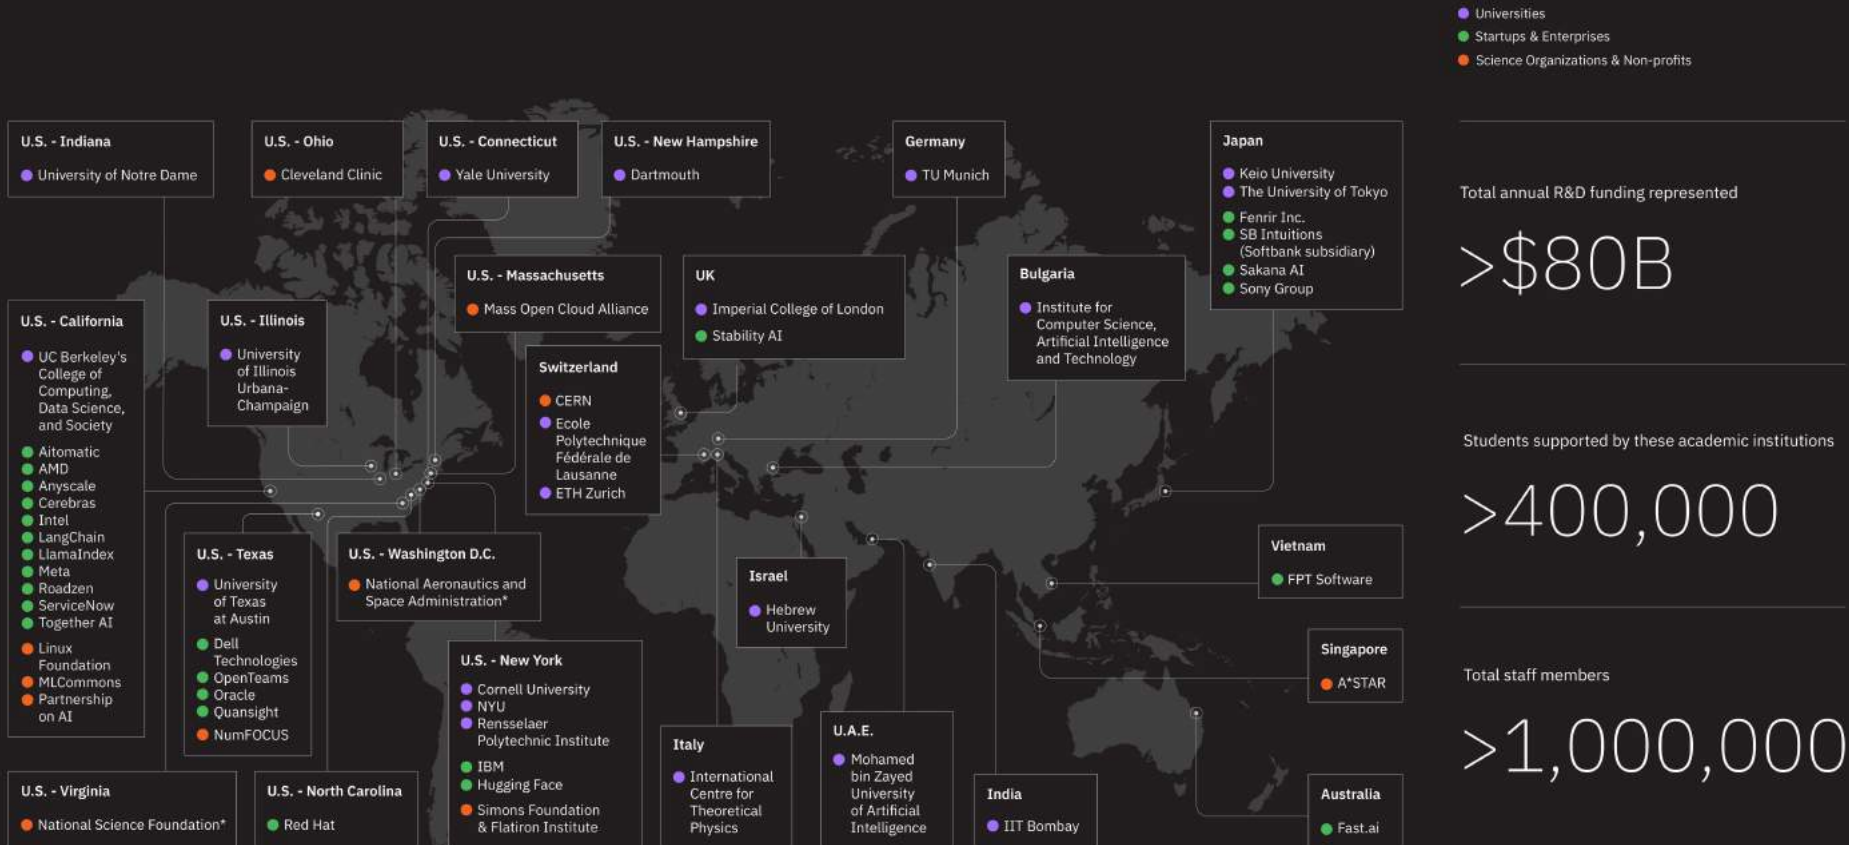 Universities
Startups & Enterprises
Science Organizations & Non-profits
U.S. - Indiana
University of Notre Dame
U.S. - Ohio
Cleveland Clinic
U.S. - Connecticut
Yale University
U.S. - New Hampshire
Dartmouth
Germany
TU Munich
Japan
Keio University
The University of Tokyo
Fenrir Inc.
SB Intuitions
(Softbank subsidiary)
Sakana AI
Sony Group
U.S. - Massachusetts
Mass Open Cloud Alliance
UK
Imperial College of London
Stability AI
Bulgaria
Institute for
Computer Science,
Artificial Intelligence
and Technology
U.S. - California
UC Berkeley's
College of
Computing,
Data Science,
and Society
Aitomatic
AMD
Anyscale
Cerebras
Intel
LangChain
LlamaIndex
Meta
Roadzen
ServiceNow
Together AI
Linux
Foundation
MLCommons
Partnership
on AI
U.S. - Illinois
University
of Illinois
Urbana-
Champaign
Switzerland
CERN
Ecole
Polytechnique
Fédérale de
Lausanne
ETH Zurich
U.S. - Texas
University
of Texas
at Austin
Dell
Technologies
OpenTeams
Oracle
Quansight
NumFOCUS
U.S. - Washington D.C.
National Aeronautics and
Space Administration*
Israel
Hebrew
University
Vietnam
FPT Software
Singapore
A*STAR
U.S. - New York
Cornell University
NYU
Rensselaer
Polytechnic Institute
IBM
Hugging Face
Simons Foundation
& Flatiron Institute
Italy
International
Centre for
Theoretical
Physics
U.A.E.
Mohamed
bin Zayed
University
of Artificial
Intelligence
U.S. - Virginia
National Science Foundation*
U.S. - North Carolina
Red Hat
India
IIT Bombay
Australia
Fast.ai
Total annual R&D funding represented
>$80B
Students supported by these academic institutions
>400,000
Total staff members
>1,000,000